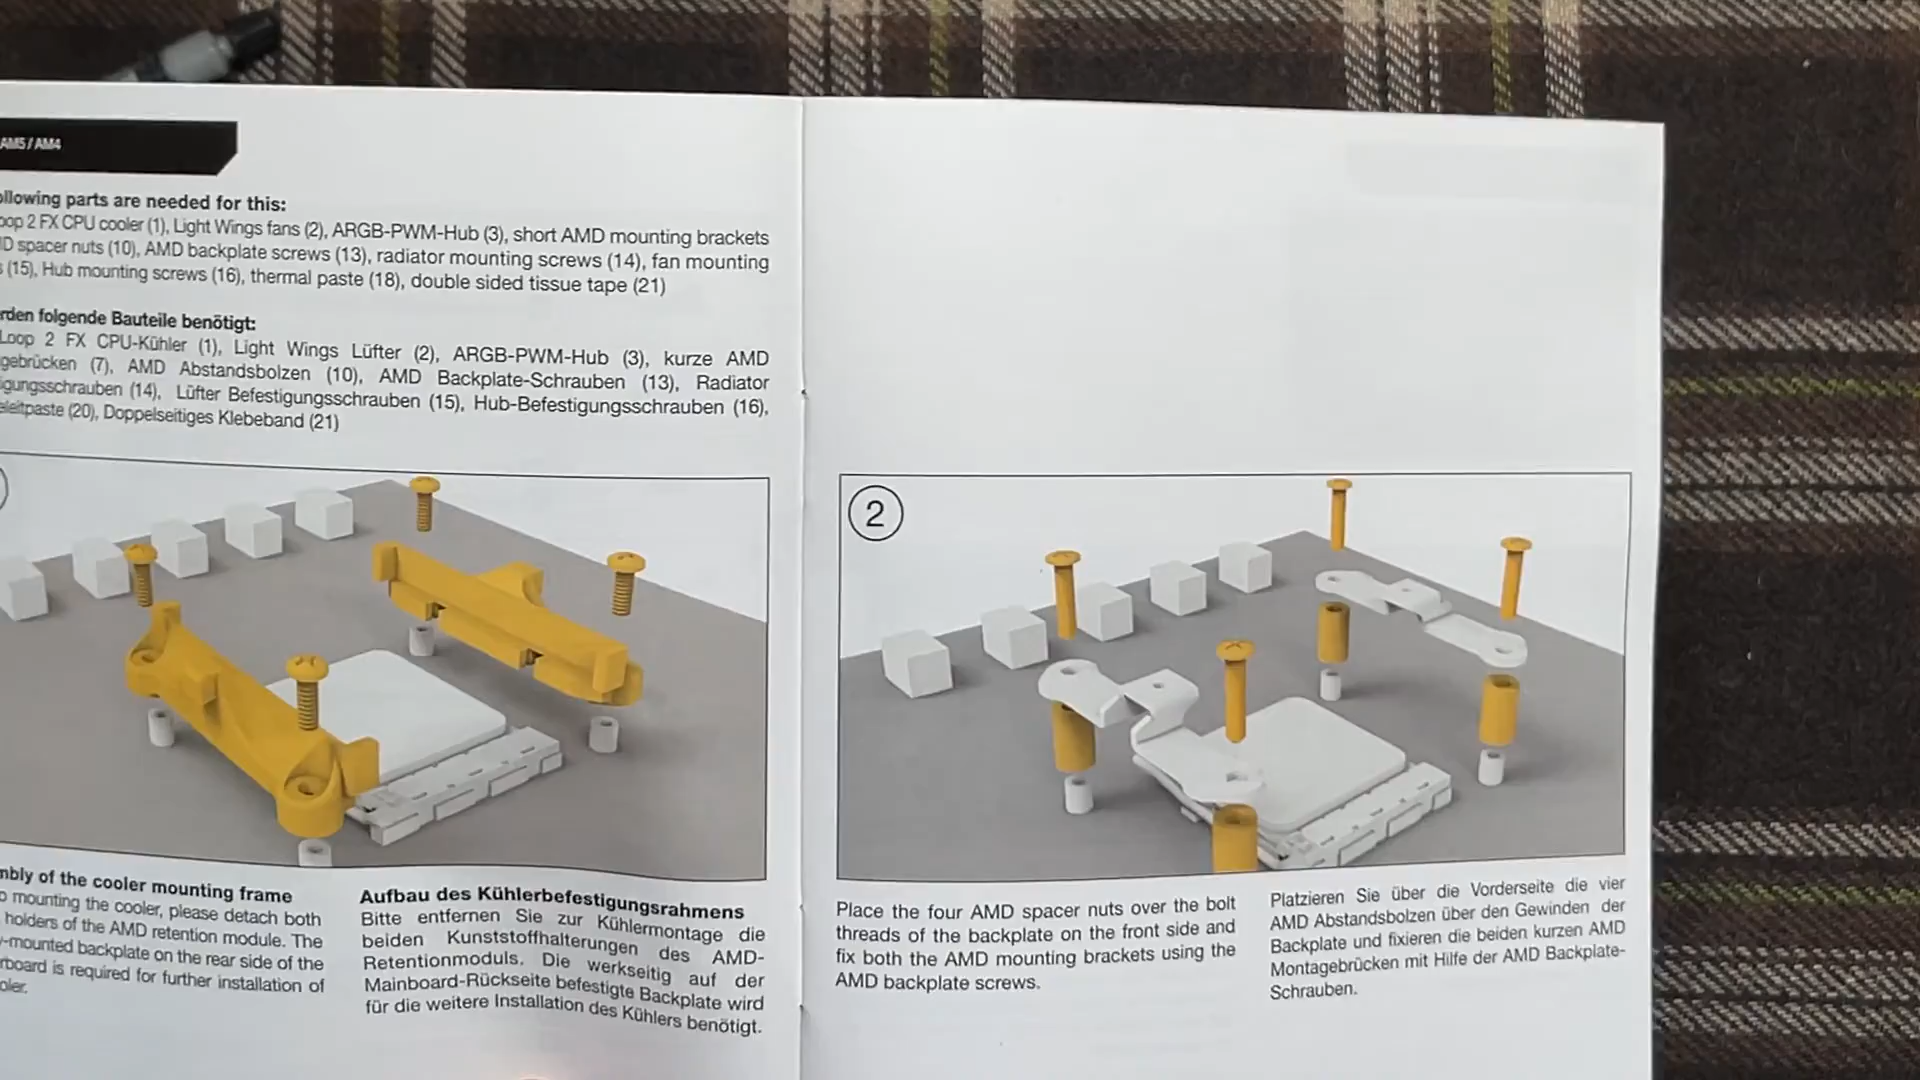 AM5 / AM4
parts are needed for this:
2 FX CPU cooler (1), Light Wings fans (2), ARGB-PWM-Hub (3), short AMD mounting brackets
spacer nuts (10), AMD backplate screws (13), radiator mounting screws (14), fan mounting
(15), Hub mounting screws (16), thermal paste (18), double sided tissue tape (21)
folgende Bauteile benötigt:
Loop 2 FX CPU-Kühler (1), Light Wings Lüfter (2), ARGB-PWM-Hub (3), kurze AMD
(7), AMD Abstandsbolzen (10), AMD Backplate-Schrauben (13), Radiator
(14), Lüfter Befestigungsschrauben (15), Hub-Befestigungsschrauben (16),
(20), Doppelseitiges Klebeband (21)
of the cooler mounting frame
mounting the cooler, please detach both
holders of the AMD retention module. The
backplate on the rear side of the
is required for further installation of
Aufbau des Kühlerbefestigungsrahmens
Bitte entfernen Sie zur Kühlermontage die
beiden Kunststoffhalterungen des AMD-
Retentionmoduls. Die werkseitig auf der
Mainboard-Rückseite befestigte Backplate wird
für die weitere Installation des Kühlers benötigt.
2
Place the four AMD spacer nuts over the bolt
threads of the backplate on the front side and
fix both the AMD mounting brackets using the
AMD backplate screws.
Platzieren Sie über die Vorderseite die vier
AMD Abstandsbolzen über den Gewinden der
Backplate und fixieren die beiden kurzen AMD
Montagebrücken mit Hilfe der AMD Backplate-
Schrauben.